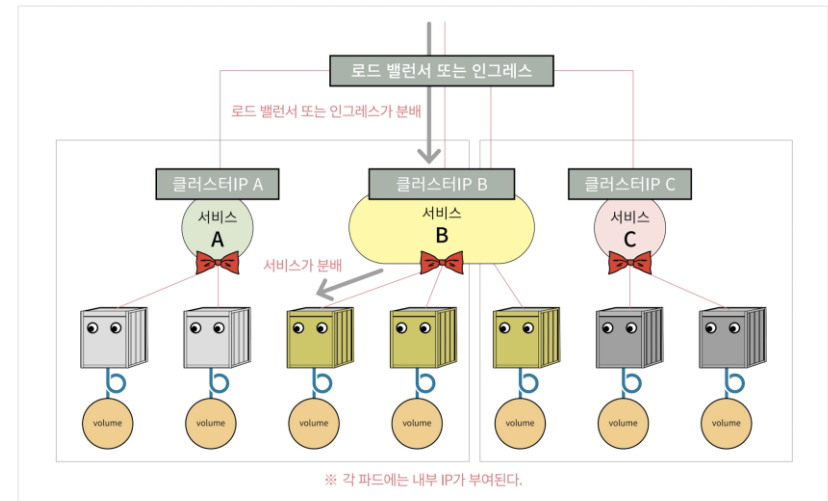 로드 밸런서 또는 인그레스
로드 밸런서 또는 인그레스가 분배
클러스터IP A
클러스터IP B
클러스터IP C
서비스
A
서비스
B
서비스
C
서비스가 분배
volume
volume
volume
volume
volume
volume
volume
※ 각 파드에는 내부 IP가 부여된다.